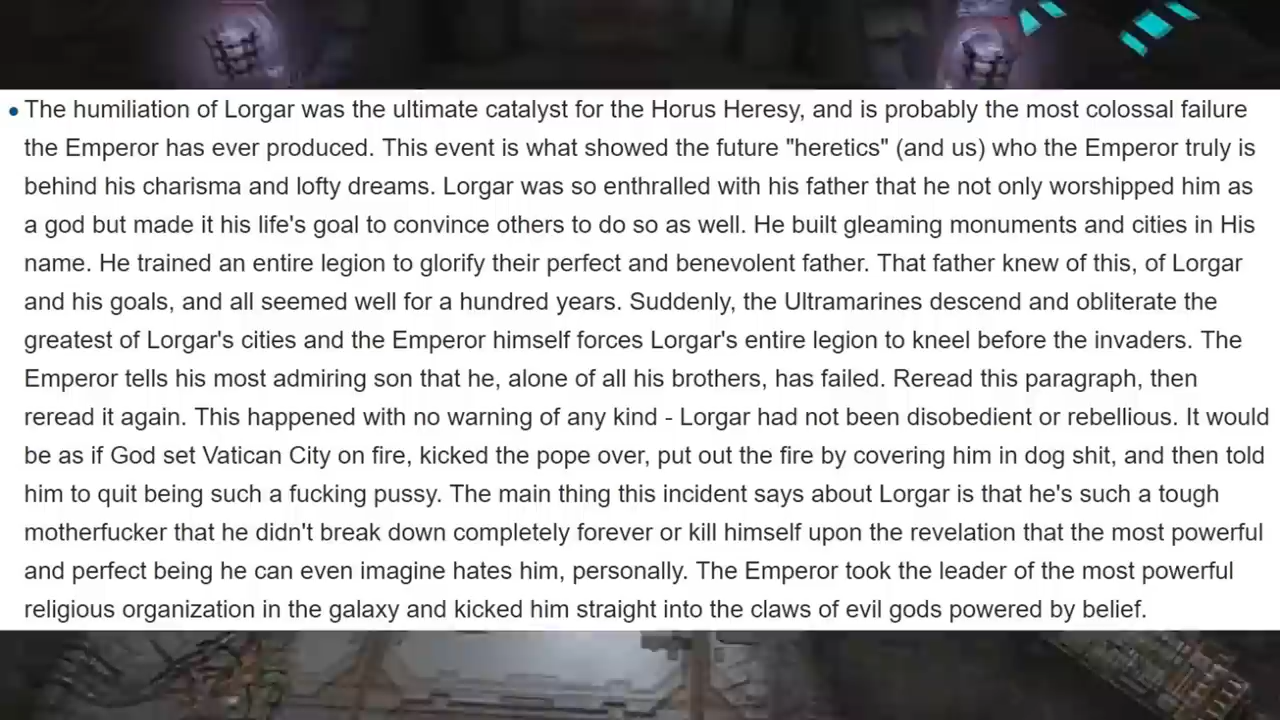 • The humiliation of Lorgar was the ultimate catalyst for the Horus Heresy, and is probably the most colossal failure
the Emperor has ever produced. This event is what showed the future "heretics" (and us) who the Emperor truly is
behind his charisma and lofty dreams. Lorgar was so enthralled with his father that he not only worshipped him as
a god but made it his life's goal to convince others to do so as well. He built gleaming monuments and cities in His
name. He trained an entire legion to glorify their perfect and benevolent father. That father knew of this, of Lorgar
and his goals, and all seemed well for a hundred years. Suddenly, the Ultramarines descend and obliterate the
greatest of Lorgar's cities and the Emperor himself forces Lorgar's entire legion to kneel before the invaders. The
Emperor tells his most admiring son that he, alone of all his brothers, has failed. Reread this paragraph, then
reread it again. This happened with no warning of any kind - Lorgar had not been disobedient or rebellious. It would
be as if God set Vatican City on fire, kicked the pope over, put out the fire by covering him in dog shit, and then told
him to quit being such a fucking pussy. The main thing this incident says about Lorgar is that he's such a tough
motherfucker that he didn't break down completely forever or kill himself upon the revelation that the most powerful
and perfect being he can even imagine hates him, personally. The Emperor took the leader of the most powerful
religious organization in the galaxy and kicked him straight into the claws of evil gods powered by belief.